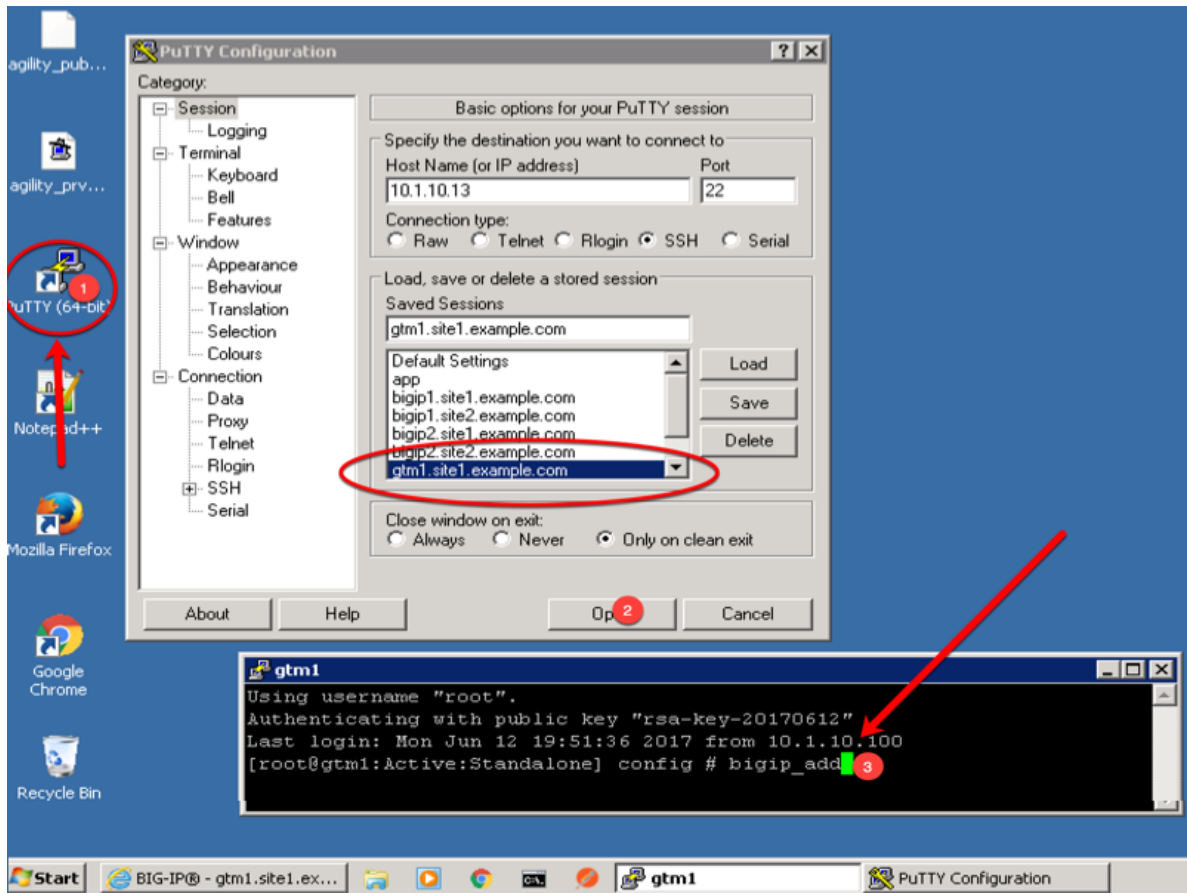 agility_pub...
agility_prv...
1
PuTTY (64-bit)
Notepad++
Mozilla Firefox
Google
Chrome
Recycle Bin
PuTTY Configuration
Category:
Session
Logging
Terminal
Keyboard
Bell
Features
Window
Appearance
Behaviour
Translation
Selection
Colours
Connection
Data
Proxy
Telnet
Rlogin
SSH
Serial
Basic options for your PuTTY session
Specify the destination you want to connect to
Host Name (or IP address) Port
10.1.10.13 22
Connection type:
Raw Telnet Rlogin SSH Serial
Load, save or delete a stored session
Saved Sessions
gtm1.site1.example.com
Default Settings
app
bigip1.site1.example.com
bigip1.site2.example.com
bigip2.site1.example.com
bigip2.site2.example.com
gtm1.site1.example.com
Load
Save
Delete
Close window on exit:
Always Never Only on clean exit
About Help Op 2 Cancel
gtm1
Using username "root".
Authenticating with public key "rsa-key-20170612"
Last login: Mon Jun 12 19:51:36 2017 from 10.1.10.100
[root@gtm1:Active:Standalone] config # bigip_add 3
Start BIG-IP® - gtm1.site1.ex... gtm1 PuTTY Configuration